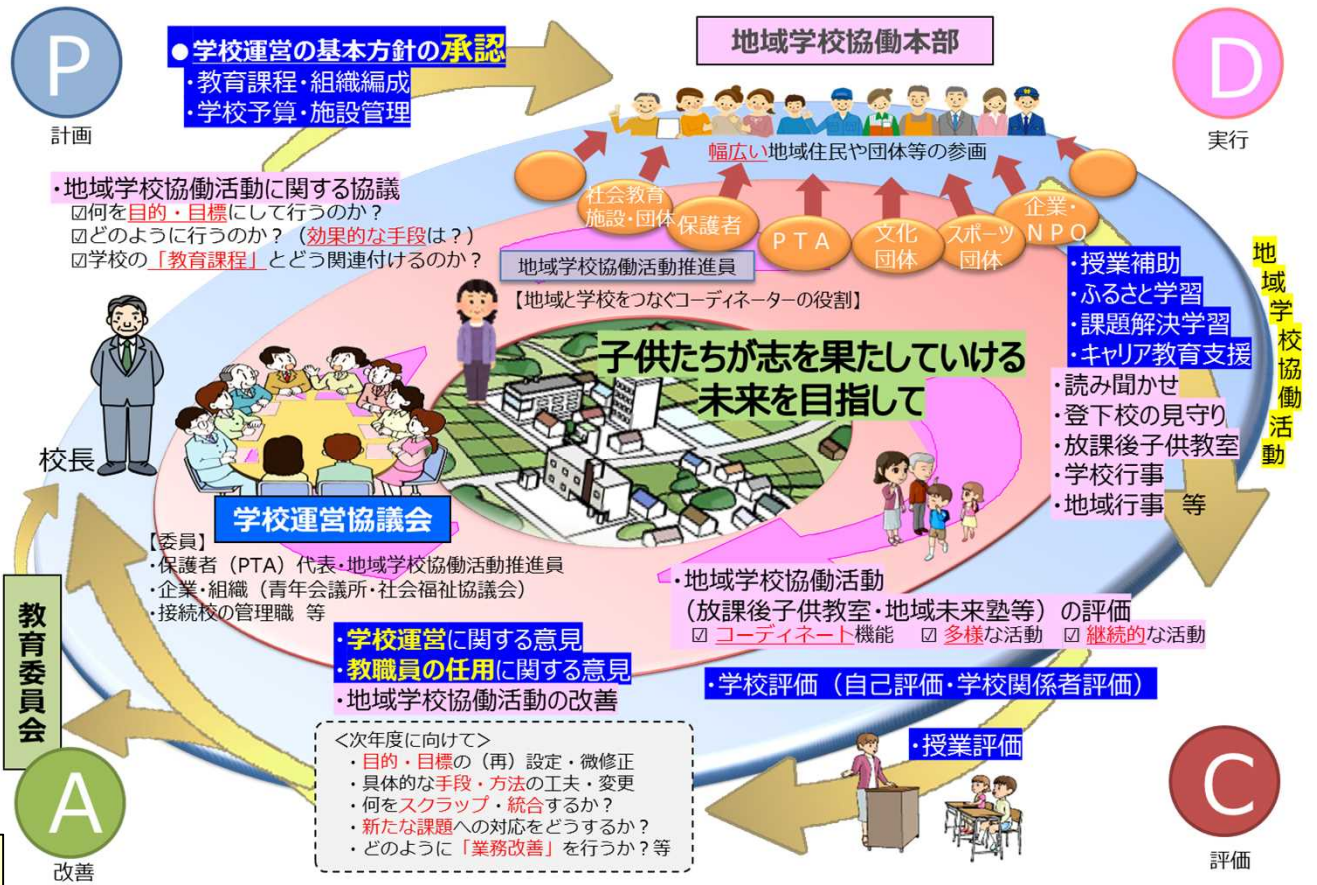 P
計画
●学校運営の基本方針の承認
・教育課程・組織編成
・学校予算・施設管理
地域学校協働本部
D
実行
幅広い地域住民や団体等の参画
・地域学校協働活動に関する協議
☑何を目的・目標にして行うのか？
☑どのように行うのか？（効果的な手段は？）
☑学校の「教育課程」とどう関連付けるのか？
社会教育
施設・団体
保護者
ＰＴＡ
文化
団体
スポーツ
団体
企業・
ＮＰＯ
地域学校協働活動推進員
【地域と学校をつなぐコーディネーターの役割】
・授業補助
・ふるさと学習
・課題解決学習
・キャリア教育支援
・読み聞かせ
・登下校の見守り
・放課後子供教室
・学校行事
・地域行事 等
地域学校協働活動
子供たちが志を果たしていける
未来を目指して
校長
学校運営協議会
【委員】
・保護者（PTA）代表・地域学校協働活動推進員
・企業・組織（青年会議所・社会福祉協議会）
・接続校の管理職 等
・地域学校協働活動
（放課後子供教室・地域未来塾等）の評価
☑ コーディネート機能 ☑ 多様な活動 ☑ 継続的な活動
教育委員会
・学校運営に関する意見
・教職員の任用に関する意見
・地域学校協働活動の改善
・学校評価（自己評価・学校関係者評価）
＜次年度に向けて＞
・目的・目標の（再）設定・微修正
・具体的な手段・方法の工夫・変更
・何をスクラップ・統合するか？
・新たな課題への対応をどうするか？
・どのように「業務改善」を行うか？等
・授業評価
A
改善
C
評価